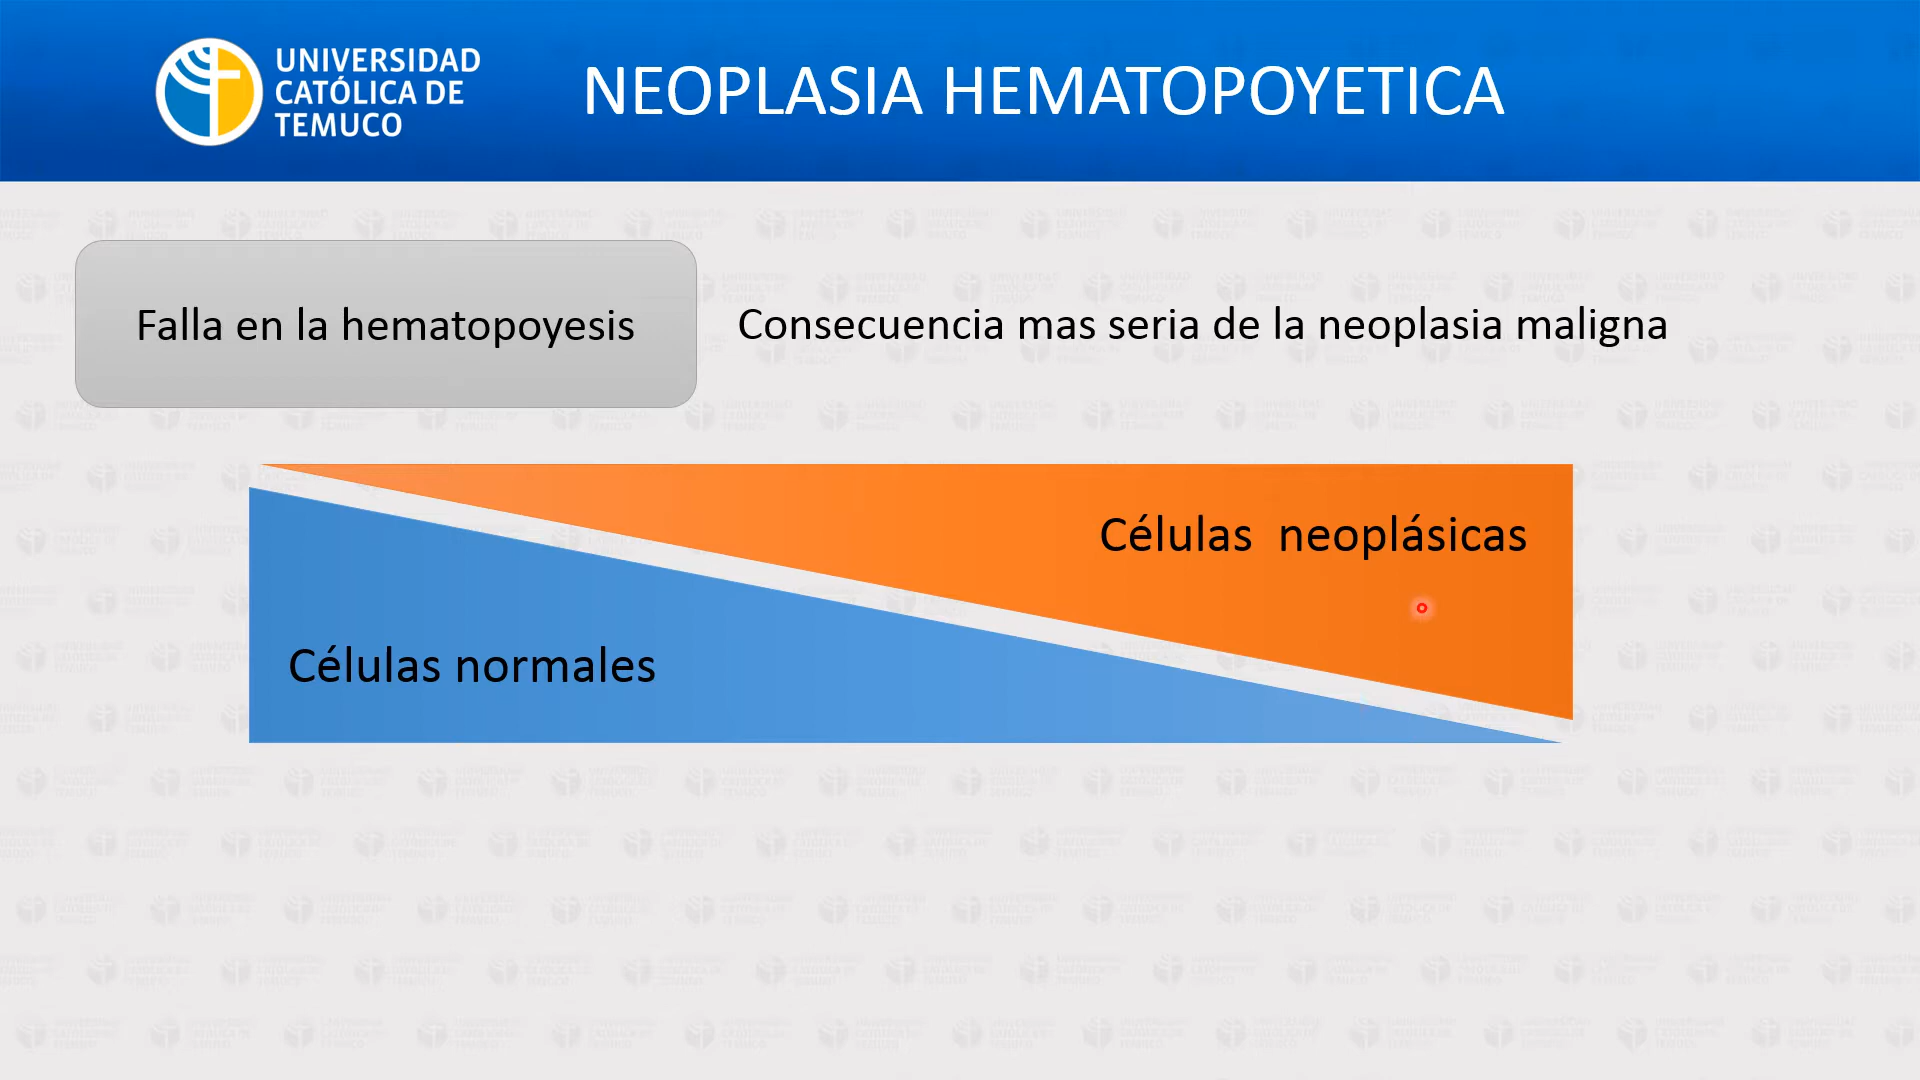 UNIVERSIDAD
CATÓLICA DE
TEMUCO
NEOPLASIA HEMATOPOYETICA
Falla en la hematopoyesis
Consecuencia mas seria de la neoplasia maligna
Células  neoplásicas
Células normales